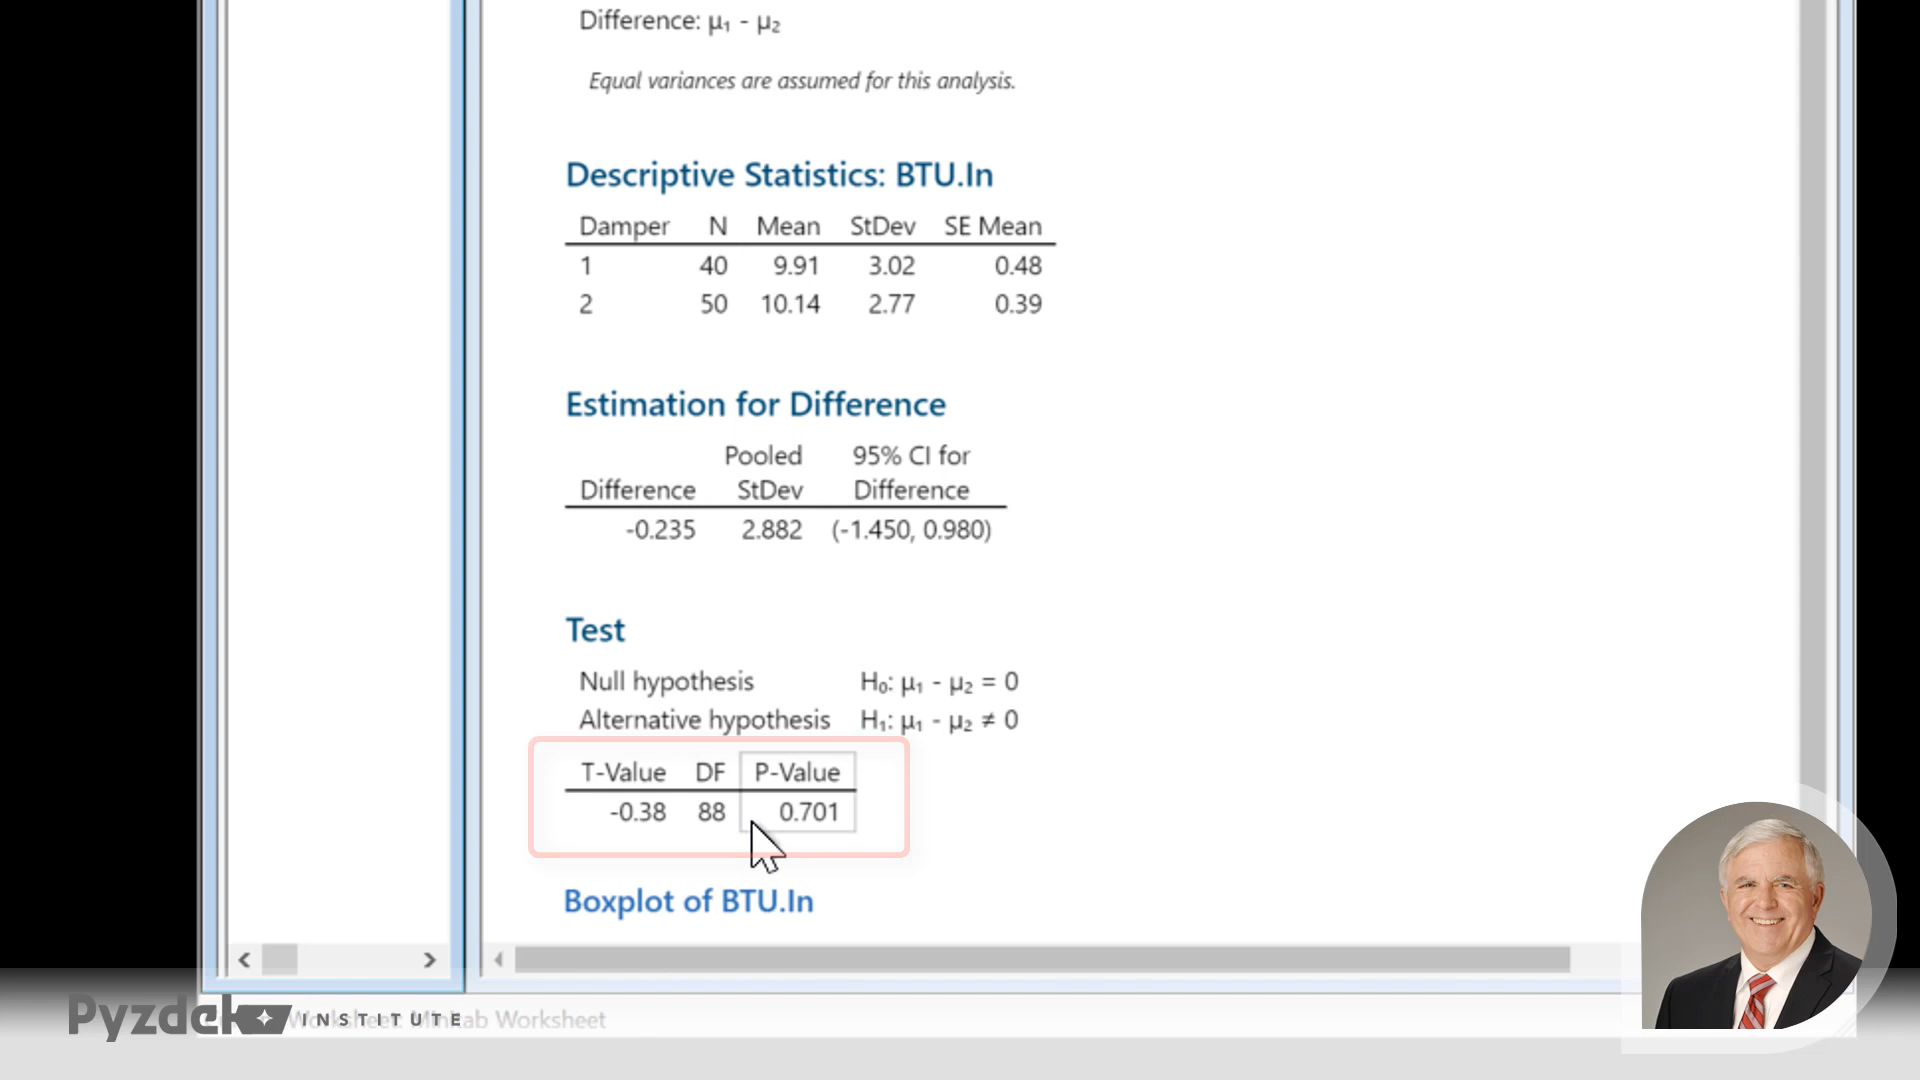 Difference: μ₁ - μ₂
Equal variances are assumed for this analysis.
Descriptive Statistics: BTU.In
Damper N Mean StDev SE Mean
1 40 9.91 3.02 0.48
2 50 10.14 2.77 0.39
Estimation for Difference
Pooled 95% CI for
Difference StDev Difference
-0.235 2.882 (-1.450, 0.980)
Test
Null hypothesis H₀: μ₁ - μ₂ = 0
Alternative hypothesis H₁: μ₁ - μ₂ ≠ 0
T-Value DF P-Value
-0.38 88 0.701
Boxplot of BTU.In
Pyzdek INSTITUTE
Worksheet: Minitab Worksheet